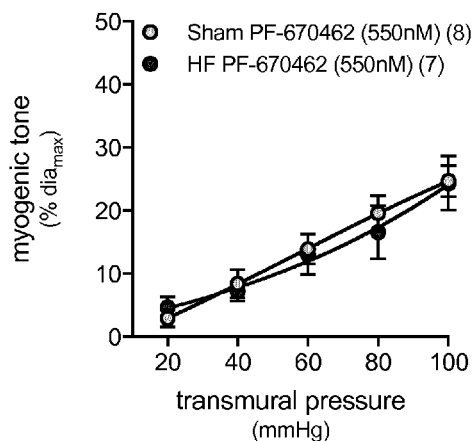 50
40
30
20
10
0
myogenic tone
(% dia_max)
Sham PF-670462 (550nM) (8)
HF PF-670462 (550nM) (7)
20 40 60 80 100
transmural pressure
(mmHg)